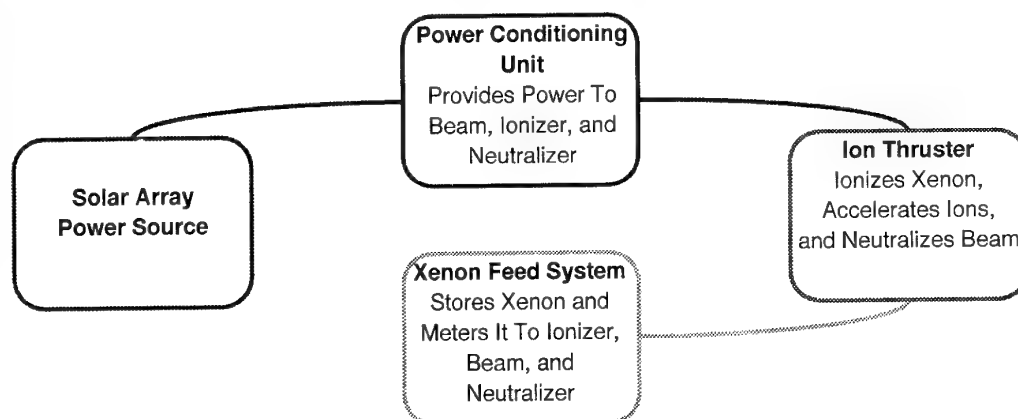 Power Conditioning
Unit
Provides Power To
Beam, Ionizer, and
Neutralizer
Solar Array
Power Source
Ion Thruster
Ionizes Xenon,
Accelerates Ions,
and Neutralizes Beam
Xenon Feed System
Stores Xenon and
Meters It To Ionizer,
Beam, and
Neutralizer